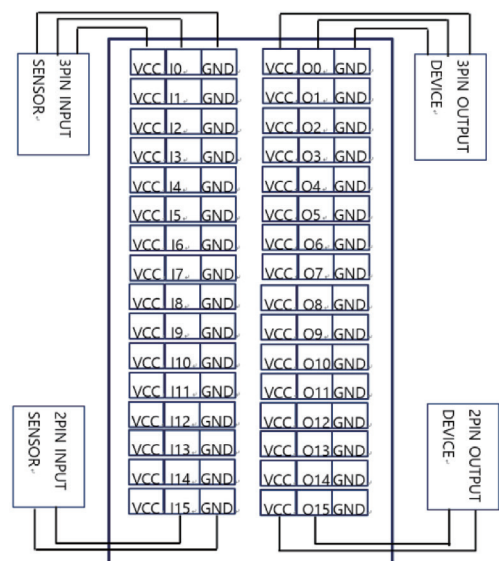 3PIN INPUT
SENSOR
3PIN OUTPUT
DEVICE
VCC I0 GND VCC O0 GND
VCC I1 GND VCC O1 GND
VCC I2 GND VCC O2 GND
VCC I3 GND VCC O3 GND
VCC I4 GND VCC O4 GND
VCC I5 GND VCC O5 GND
VCC I6 GND VCC O6 GND
VCC I7 GND VCC O7 GND
VCC I8 GND VCC O8 GND
VCC I9 GND VCC O9 GND
VCC I10 GND VCC O10 GND
VCC I11 GND VCC O11 GND
VCC I12 GND VCC O12 GND
VCC I13 GND VCC O13 GND
VCC I14 GND VCC O14 GND
VCC I15 GND VCC O15 GND
2PIN INPUT
SENSOR
2PIN OUTPUT
DEVICE